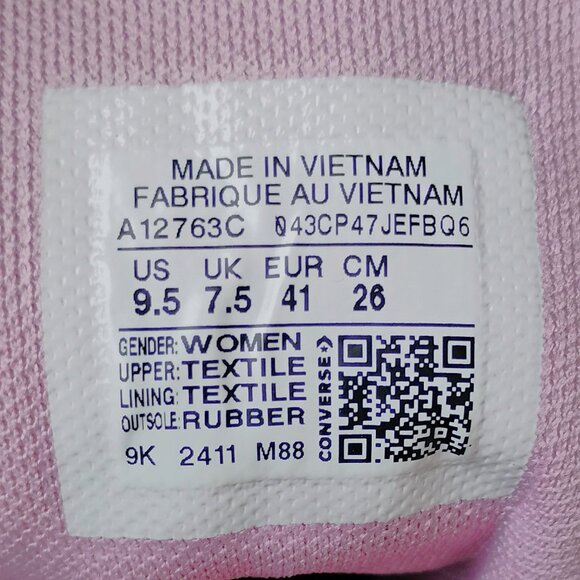 MADE IN VIETNAM
FABRIQUE AU VIETNAM
A12763C 043CP47JEFBQ6
US UK EUR CM
9.5 7.5 41 26
GENDER: WOMEN
UPPER: TEXTILE
LINING: TEXTILE
OUTSOLE: RUBBER
CONVERSE
9K 2411 M88